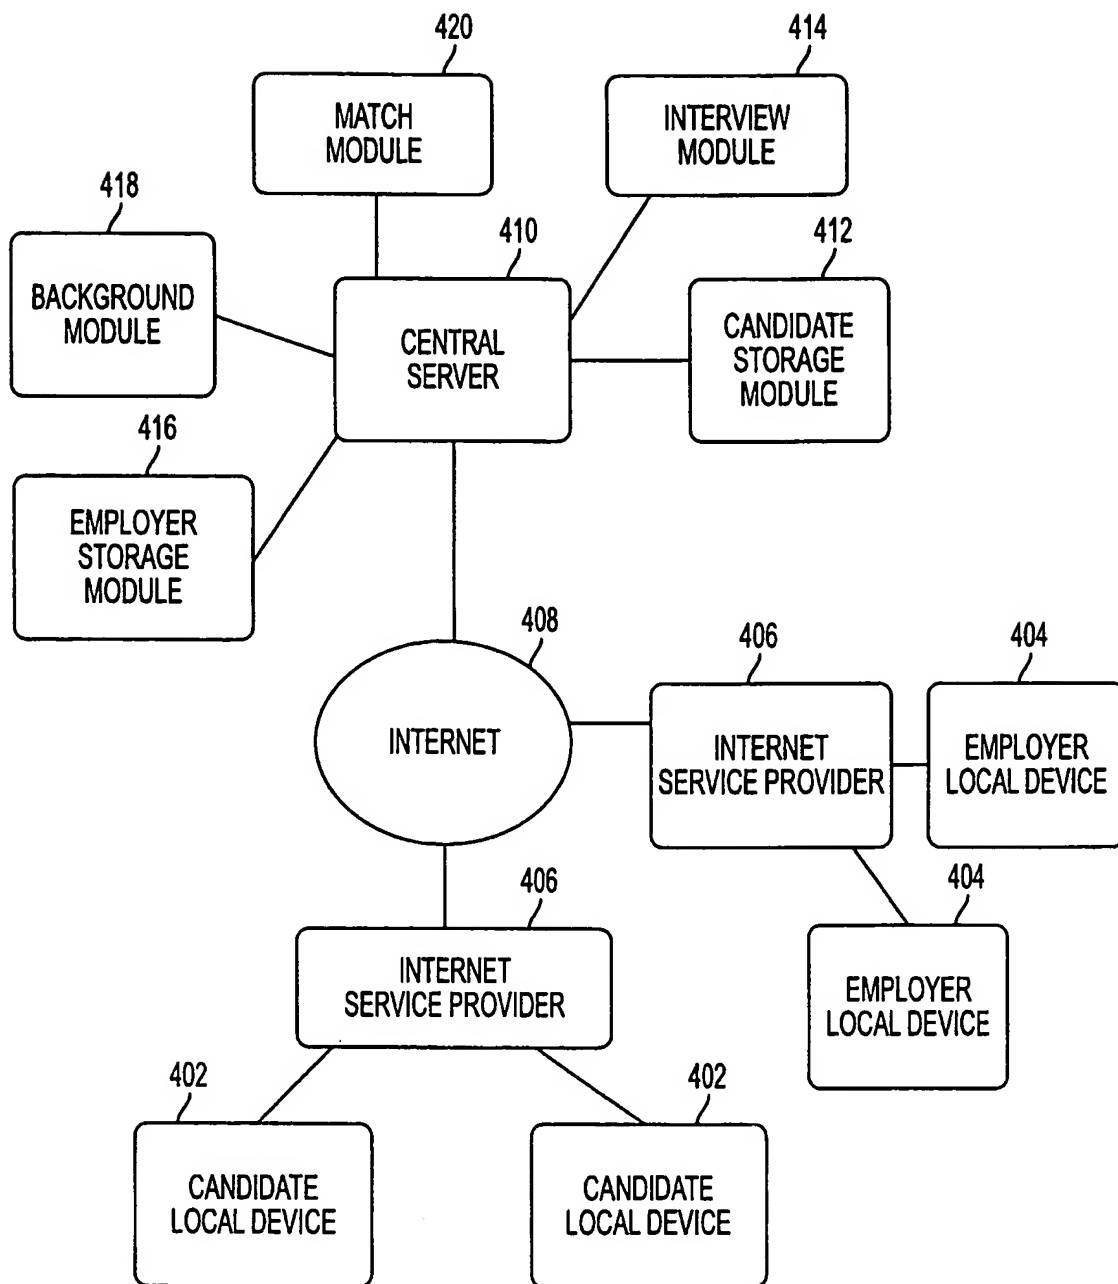 420
MATCH
MODULE
414
INTERVIEW
MODULE
418
BACKGROUND
MODULE
410
CENTRAL
SERVER
412
CANDIDATE
STORAGE
MODULE
416
EMPLOYER
STORAGE
MODULE
408
INTERNET
406
INTERNET
SERVICE PROVIDER
404
EMPLOYER
LOCAL DEVICE
404
EMPLOYER
LOCAL DEVICE
406
INTERNET
SERVICE PROVIDER
402
CANDIDATE
LOCAL DEVICE
402
CANDIDATE
LOCAL DEVICE